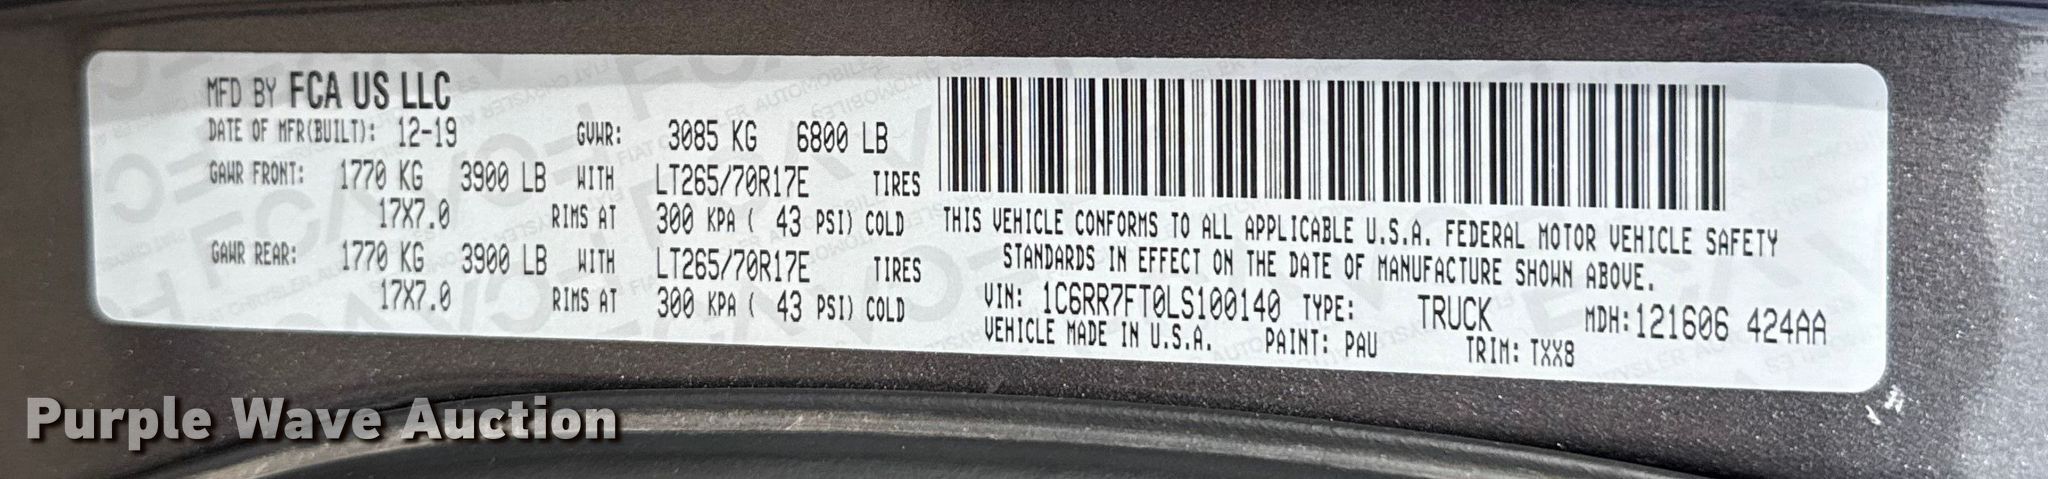 MFD BY FCA US LLC
DATE OF MFR(BUILT): 12-19 GVWR: 3085 KG 6800 LB
GAWR FRONT: 1770 KG 3900 LB WITH LT265/70R17E TIRES
17X7.0 RIMS AT 300 KPA ( 43 PSI) COLD
GAWR REAR: 1770 KG 3900 LB WITH LT265/70R17E TIRES
17X7.0 RIMS AT 300 KPA ( 43 PSI) COLD
THIS VEHICLE CONFORMS TO ALL APPLICABLE U.S.A. FEDERAL MOTOR VEHICLE SAFETY
STANDARDS IN EFFECT ON THE DATE OF MANUFACTURE SHOWN ABOVE.
VIN: 1C6RR7FT0LS100140 TYPE: TRUCK MDH:121606 424AA
VEHICLE MADE IN U.S.A. PAINT: PAU TRIM: TXX8
Purple Wave Auction